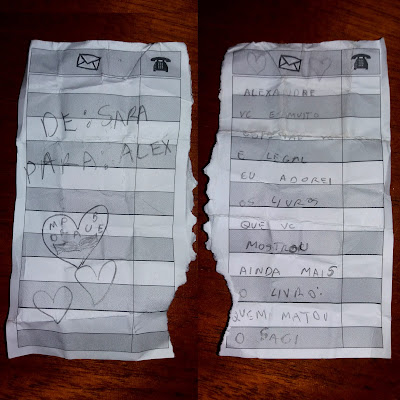 DE: SARA
PARA: ALEX
ALEXANDRE
VC E MUITO
E LEGAL
EU ADOREI
OS LIVROS
QUE VC
MOSTROU
AINDA MAIS
O LIVRO:
QUEM MATOU
O SACI